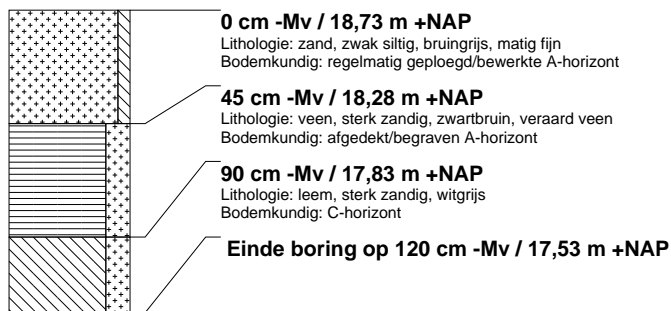 0 cm -Mv / 18,73 m +NAP
Lithologie: zand, zwak siltig, bruingrijs, matig fijn
Bodemkundig: regelmatig geploegd/bewerkte A-horizont
45 cm -Mv / 18,28 m +NAP
Lithologie: veen, sterk zandig, zwartbruin, veraard veen
Bodemkundig: afgedekt/begraven A-horizont
90 cm -Mv / 17,83 m +NAP
Lithologie: leem, sterk zandig, witgrijs
Bodemkundig: C-horizont
Einde boring op 120 cm -Mv / 17,53 m +NAP